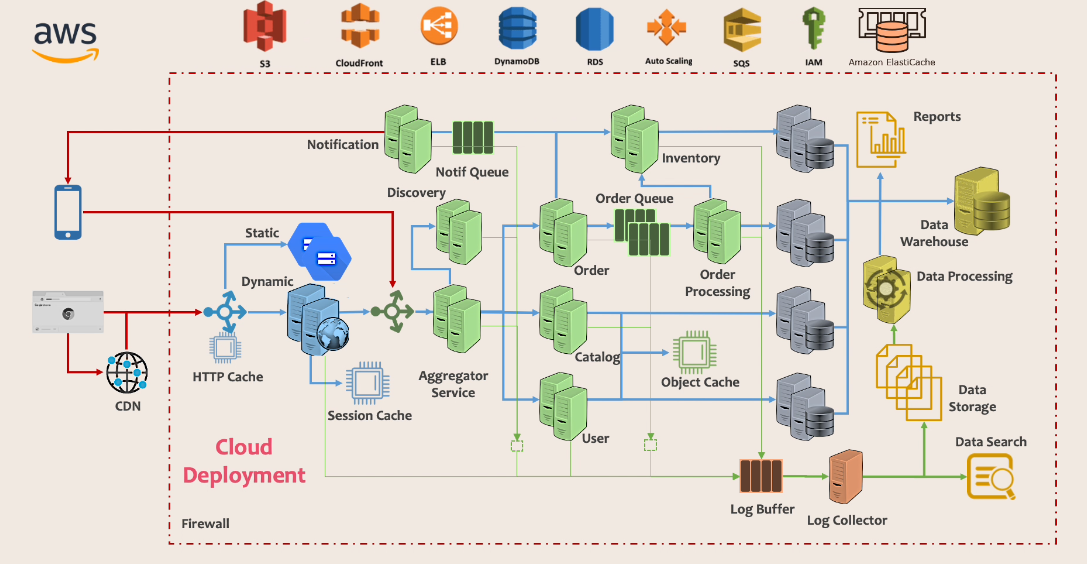 aws
S3
CloudFront
ELB
DynamoDB
RDS
Auto Scaling
SQS
IAM
Amazon ElastiCache
Notification
Notif Queue
Inventory
Reports
Discovery
Order Queue
Order
Order
Processing
Data
Warehouse
Static
Dynamic
Data Processing
HTTP Cache
CDN
Session Cache
Aggregator
Service
Catalog
Object Cache
User
Data
Storage
Data Search
Cloud
Deployment
Log Buffer
Log Collector
Firewall